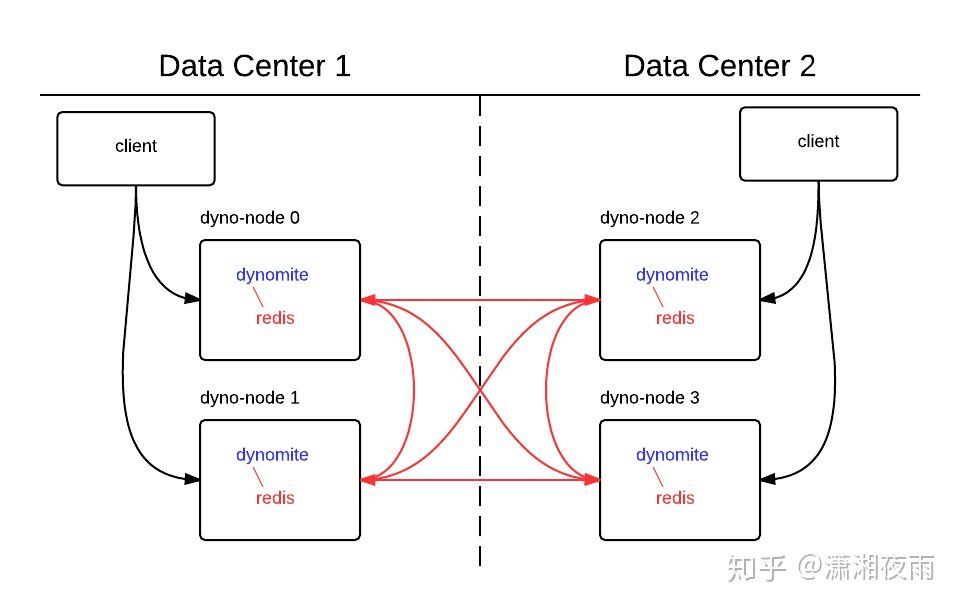 Data Center 1
Data Center 2
client
client
dyno-node 0
dyno-node 2
dynomite
redis
dynomite
redis
dyno-node 1
dyno-node 3
dynomite
redis
dynomite
redis
知乎 @潇湘夜雨